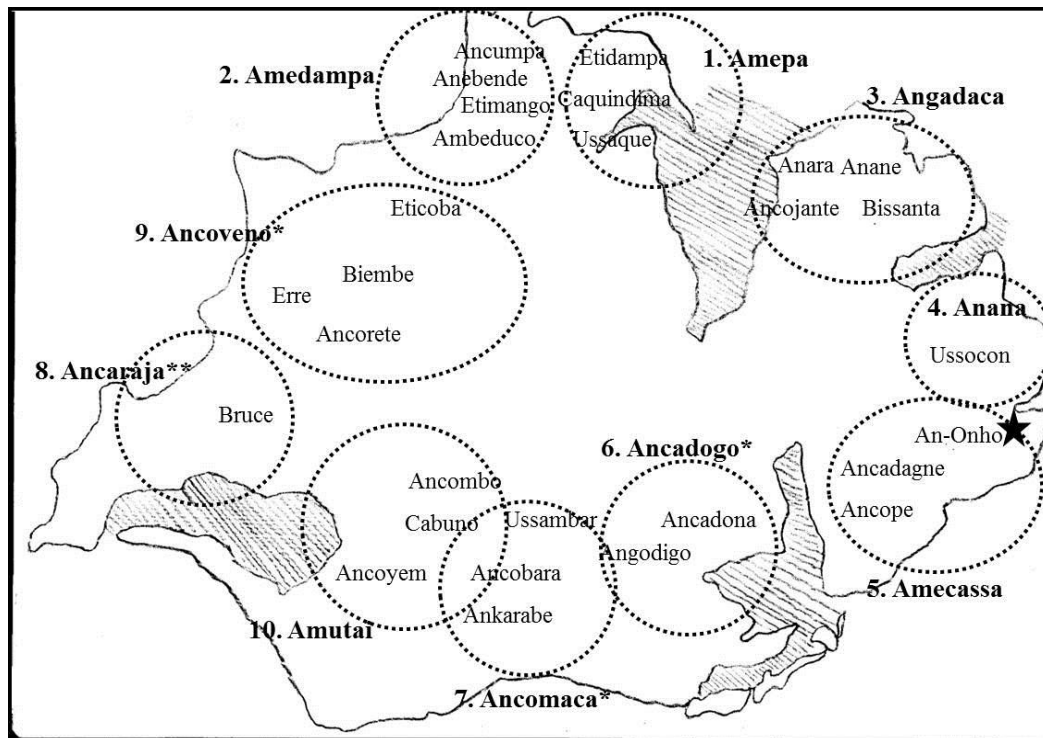 Ancumpa
Etidampa
2. Amedampa
1. Amepa
Anebende
Etimango
Caquindima
3. Angadaca
Ambeduco
Ussaque
Anara Anane
Ancojante Bissanta
Eticoba
9. Ancoveno*
Biembe
Erre
Ancorete
4. Anana
Ussocon
8. Ancaraja**
Bruce
An-Onho
6. Ancadogo*
Ancadagne
Ancope
Ancombo
Cabuno
Ussambar
Ancadona
Angodigo
Ancoyem
Ancobara
5. Amecassa
Ankarabe
10. Amutai
7. Ancomaca*